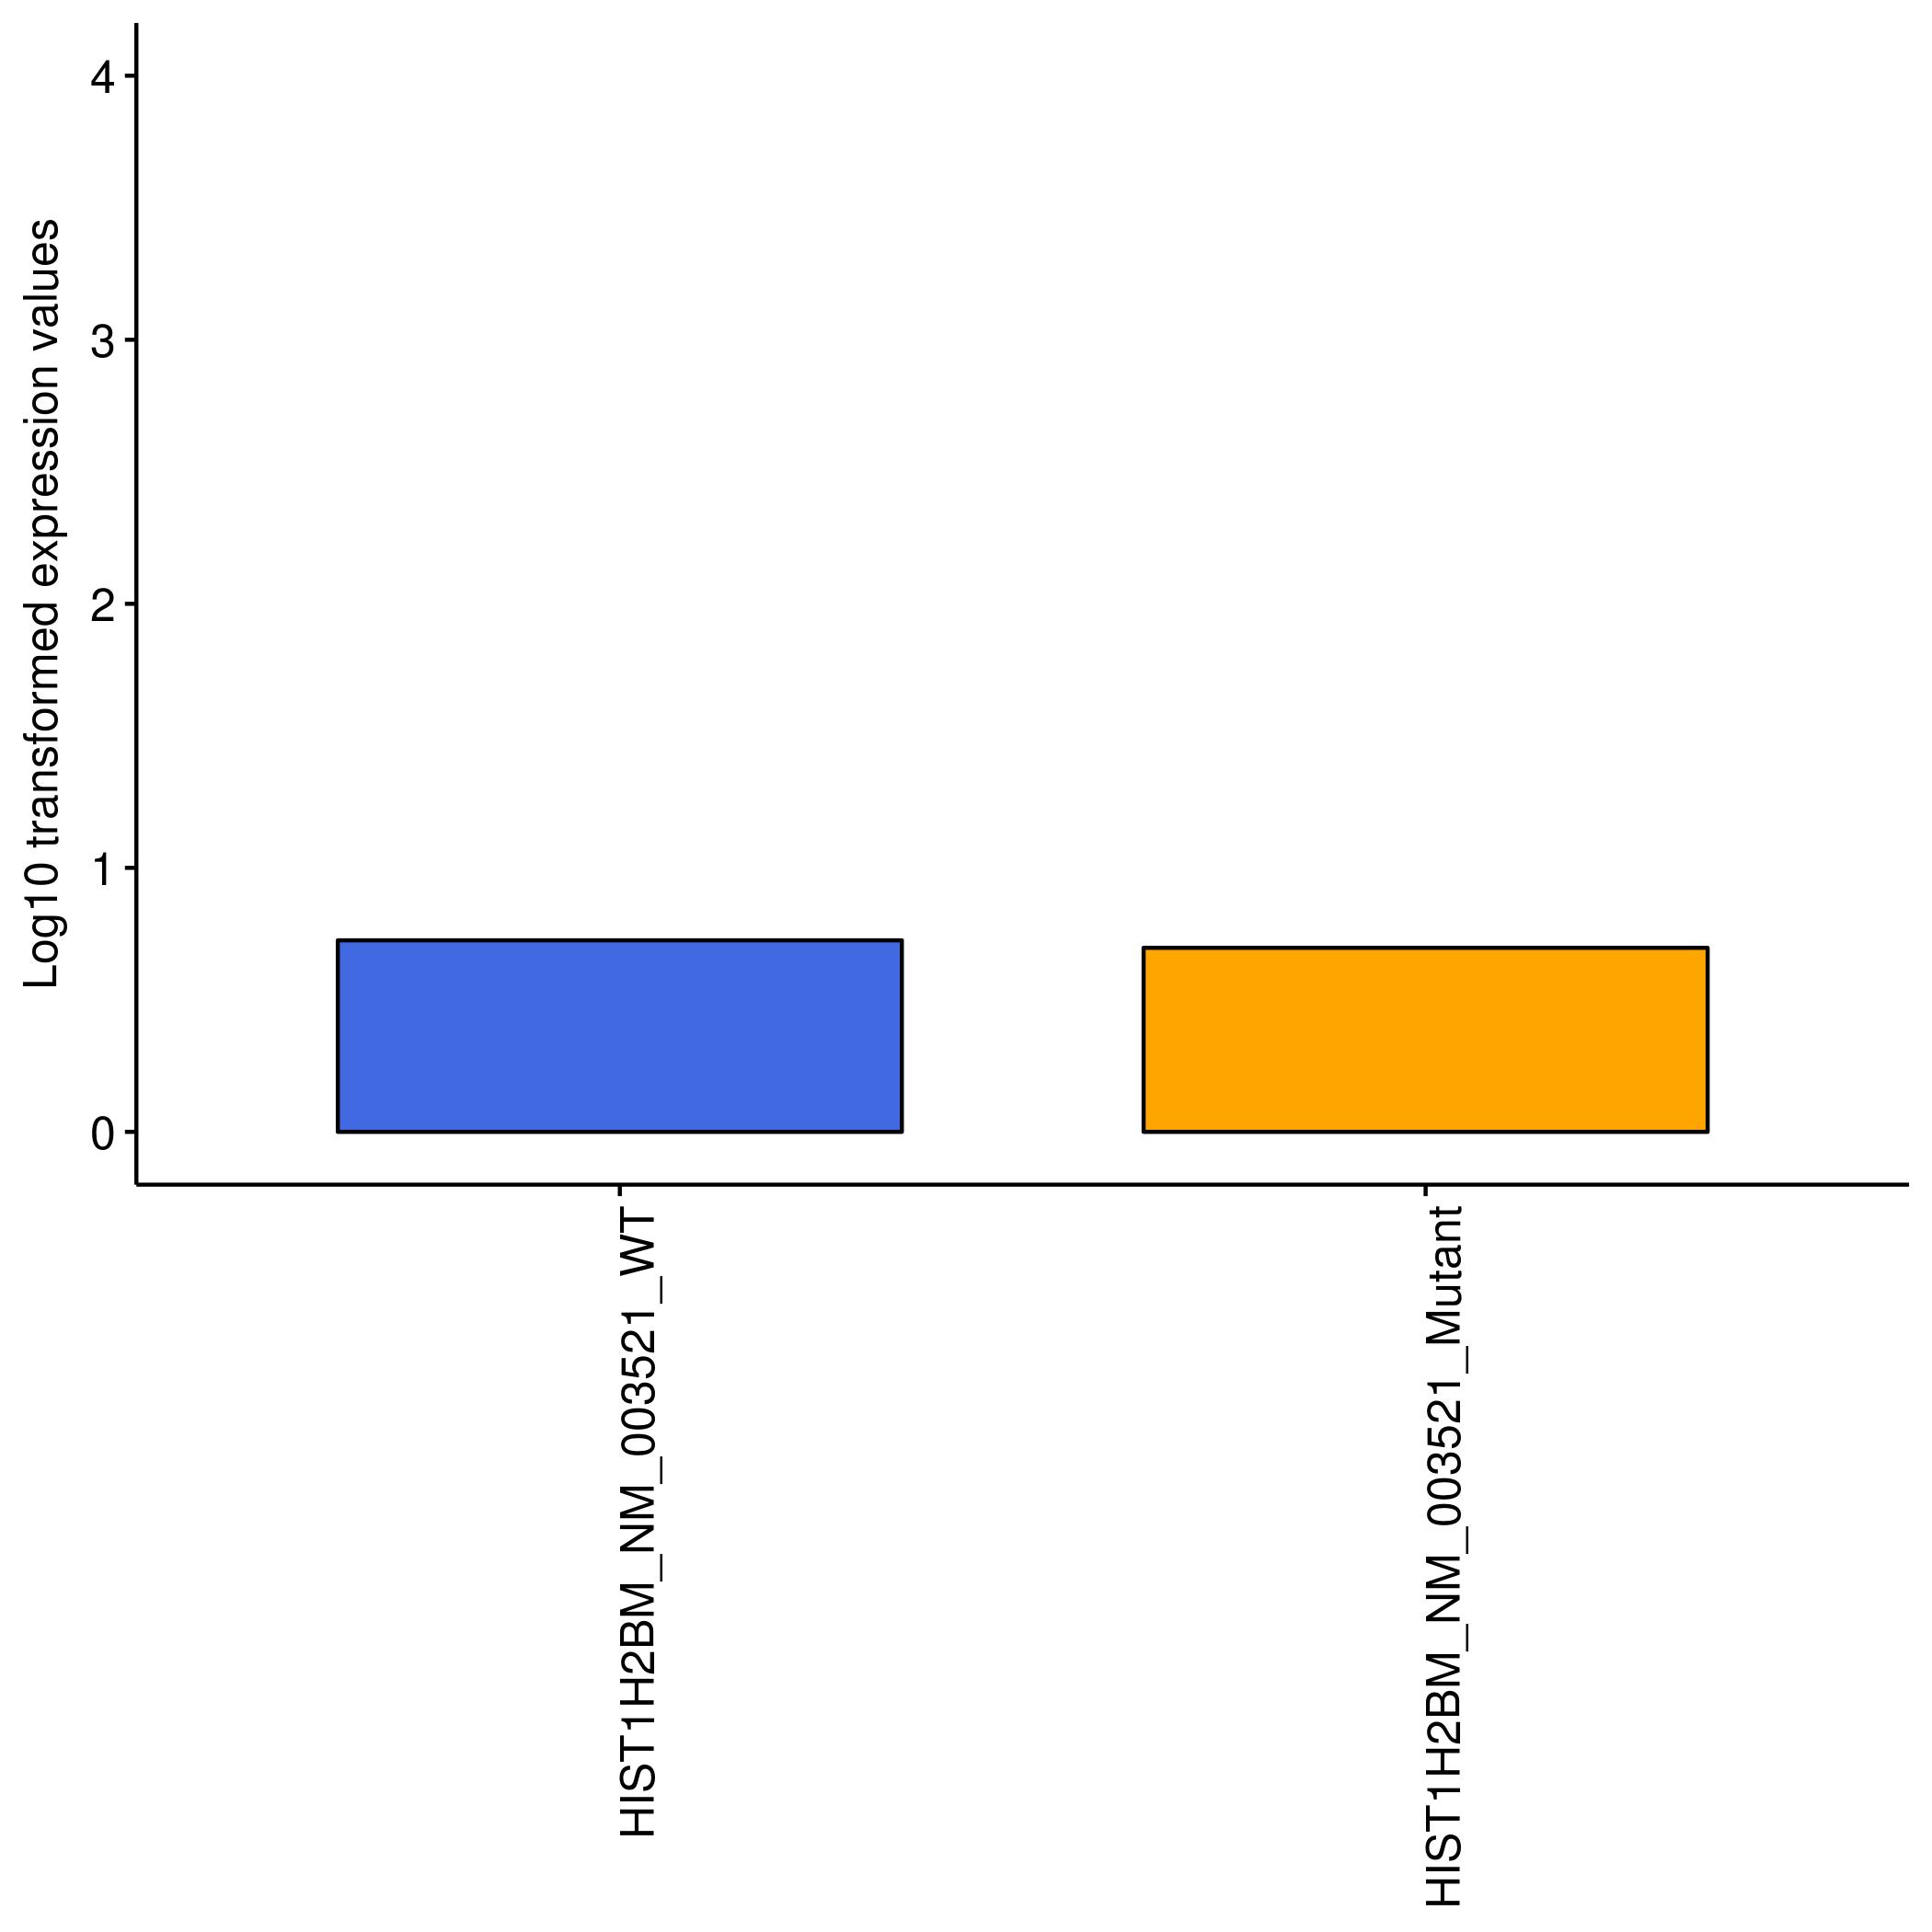 Log10 transformed expression values
4
3
2
1
0
HIST1H2BM_NM_003521_WT
HIST1H2BM_NM_003521_Mutant